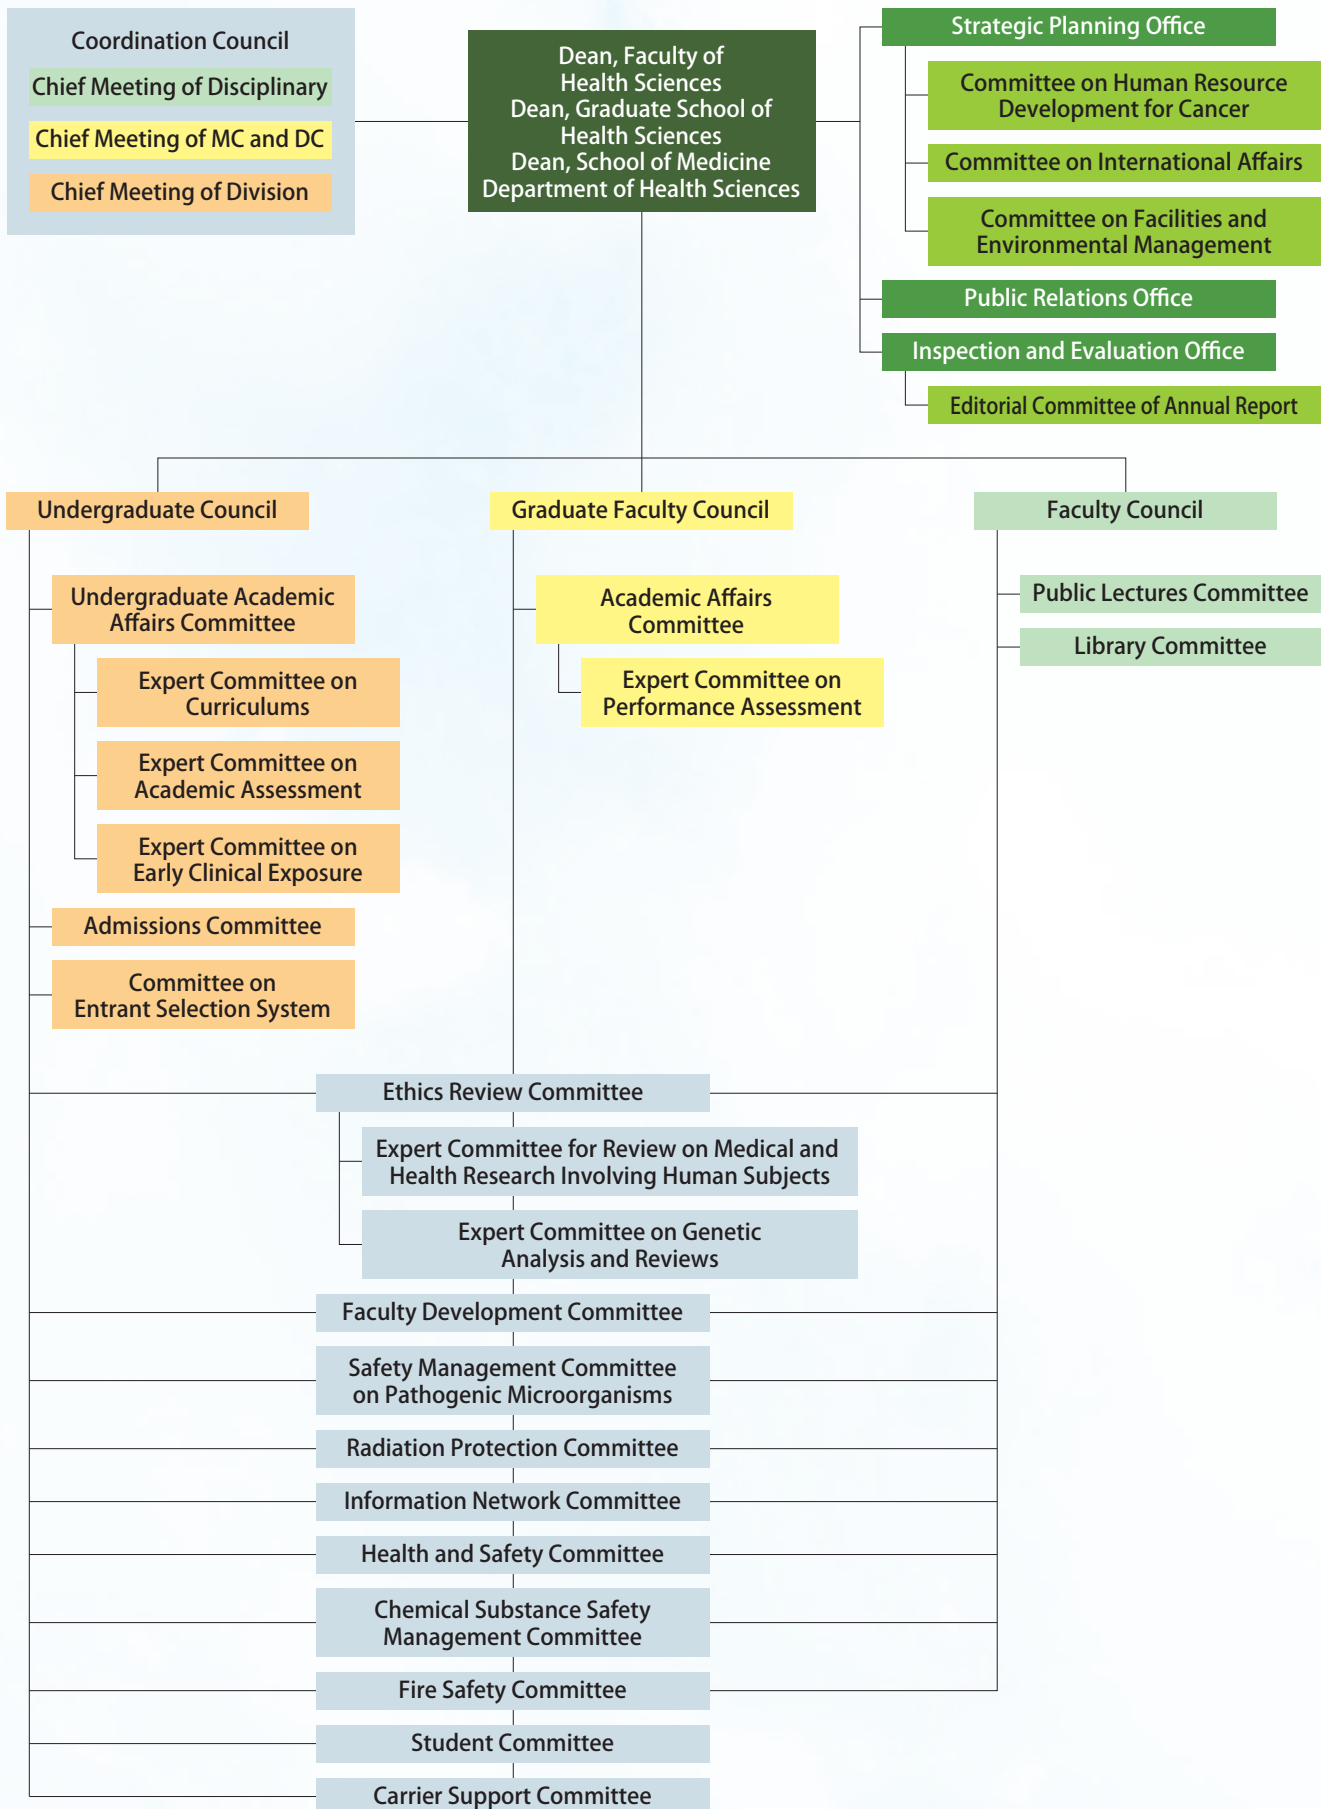 Coordination Council
Chief Meeting of Disciplinary
Chief Meeting of MC and DC
Chief Meeting of Division
Dean, Faculty of
Health Sciences
Dean, Graduate School of
Health Sciences
Dean, School of Medicine
Department of Health Sciences
Strategic Planning Office
Committee on Human Resource
Development for Cancer
Committee on International Affairs
Committee on Facilities and
Environmental Management
Public Relations Office
Inspection and Evaluation Office
Editorial Committee of Annual Report
Undergraduate Council
Undergraduate Academic
Affairs Committee
Expert Committee on
Curriculums
Expert Committee on
Academic Assessment
Expert Committee on
Early Clinical Exposure
Admissions Committee
Committee on
Entrant Selection System
Graduate Faculty Council
Academic Affairs
Committee
Expert Committee on
Performance Assessment
Faculty Council
Public Lectures Committee
Library Committee
Ethics Review Committee
Expert Committee for Review on Medical and
Health Research Involving Human Subjects
Expert Committee on Genetic
Analysis and Reviews
Faculty Development Committee
Safety Management Committee
on Pathogenic Microorganisms
Radiation Protection Committee
Information Network Committee
Health and Safety Committee
Chemical Substance Safety
Management Committee
Fire Safety Committee
Student Committee
Carrier Support Committee